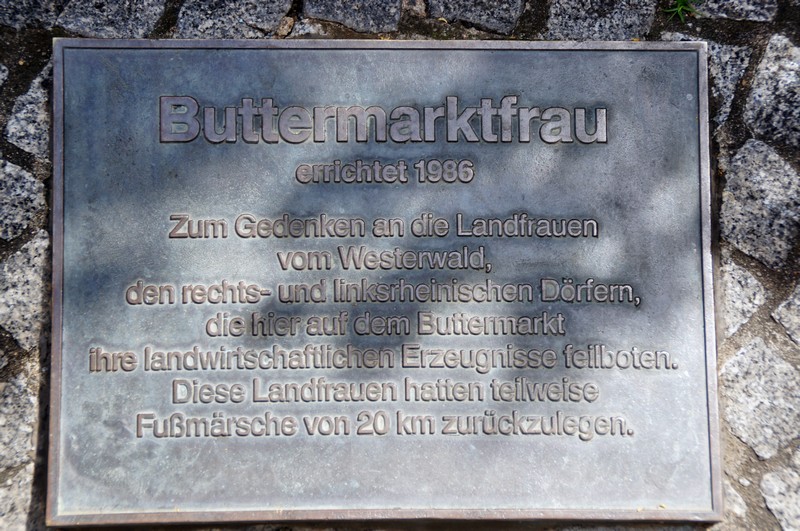 Buttermarktfrau
errichtet 1986
Zum Gedenken an die Landfrauen
vom Westerwald,
den rechts- und linksrheinischen Dörfern,
die hier auf dem Buttermarkt
ihre landwirtschaftlichen Erzeugnisse feilboten.
Diese Landfrauen hatten teilweise
Fußmärsche von 20 km zurückzulegen.